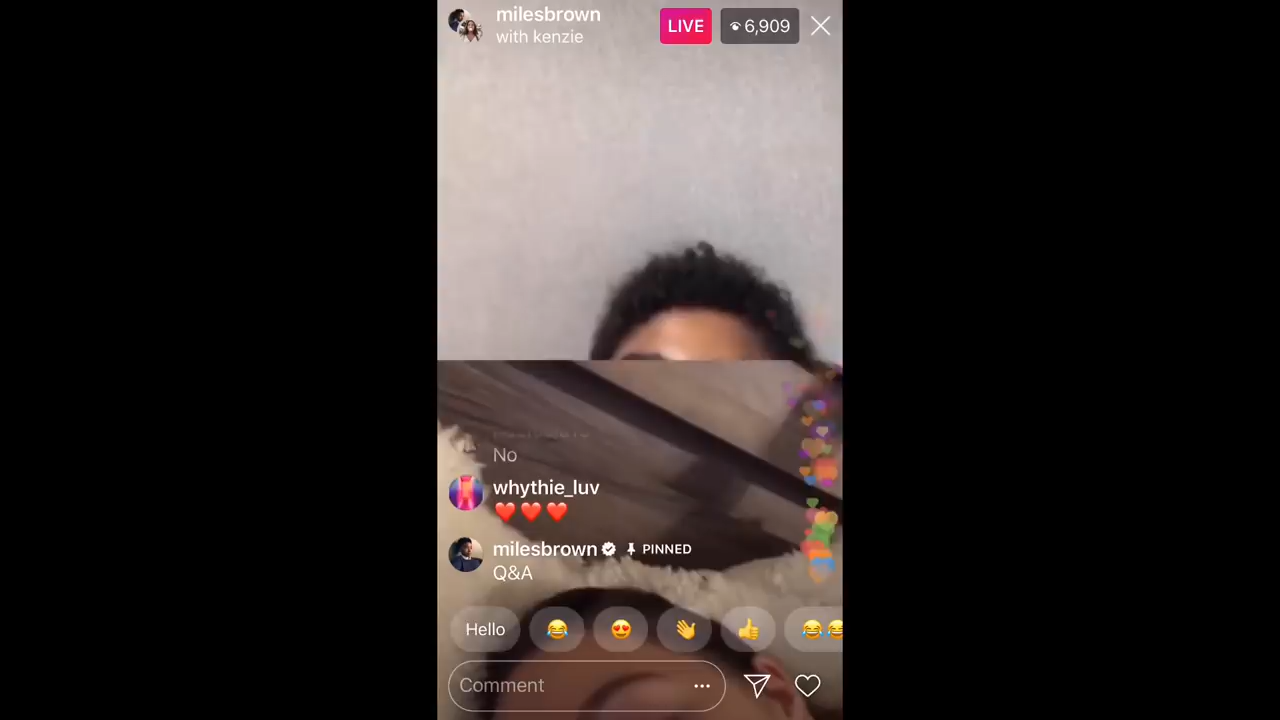 milesbrown
with kenzie
LIVE
6,909
No
whythie_luv
❤️❤️❤️
milesbrown PINNED
Q&A
Hello 😂 😍 👋 👍 😂😂
Comment ...